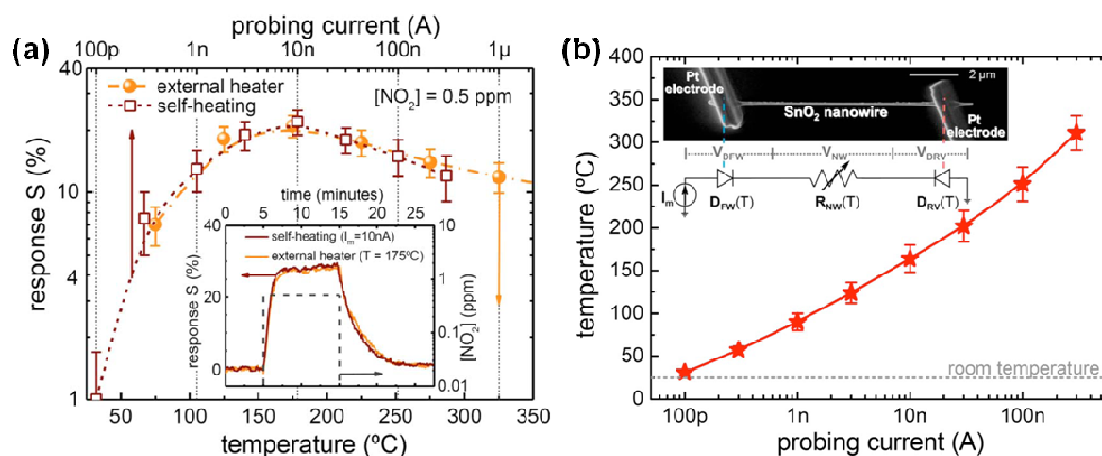 (a)
probing current (A)
100p 1n 10n 100n 1µ
40
10
4
1
response S (%)
external heater
self-heating
[NO2] = 0.5 ppm
time (minutes)
0 5 10 15 20 25
40
20
0
response S (%)
self-heating (Im=10nA)
external heater (T = 175ºC)
10
1
0.1
0.01
[NO2] (ppm)
50 100 150 200 250 300 350
temperature (ºC)
(b)
400
350
300
250
200
150
100
50
0
temperature (ºC)
Pt
electrode
2 µm
SnO2 nanowire
Pt
electrode
VDFW VNW VDRV
Im
DFW(T) RNW(T) DRV(T)
room temperature
100p 1n 10n 100n
probing current (A)